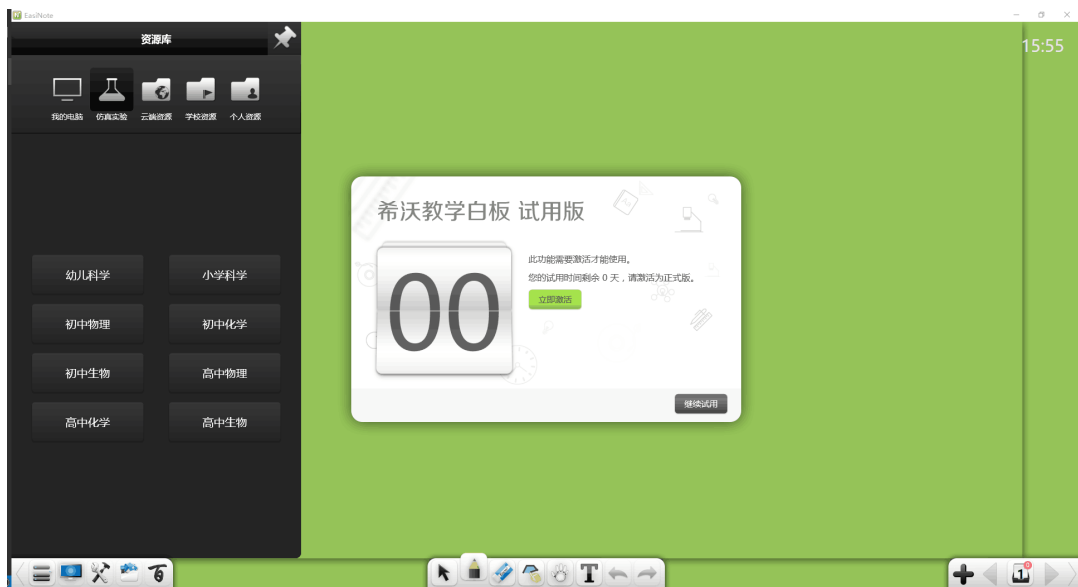 EasiNote
资源库
15:55
我的电脑 仿真实验 云端资源 学校资源 个人资源
希沃教学白板 试用版
00
此功能需要激活才能使用。
您的试用时间剩余 0 天，请激活为正式版。
立即激活
继续试用
幼儿科学 小学科学
初中物理 初中化学
初中生物 高中物理
高中化学 高中生物
T
1
0